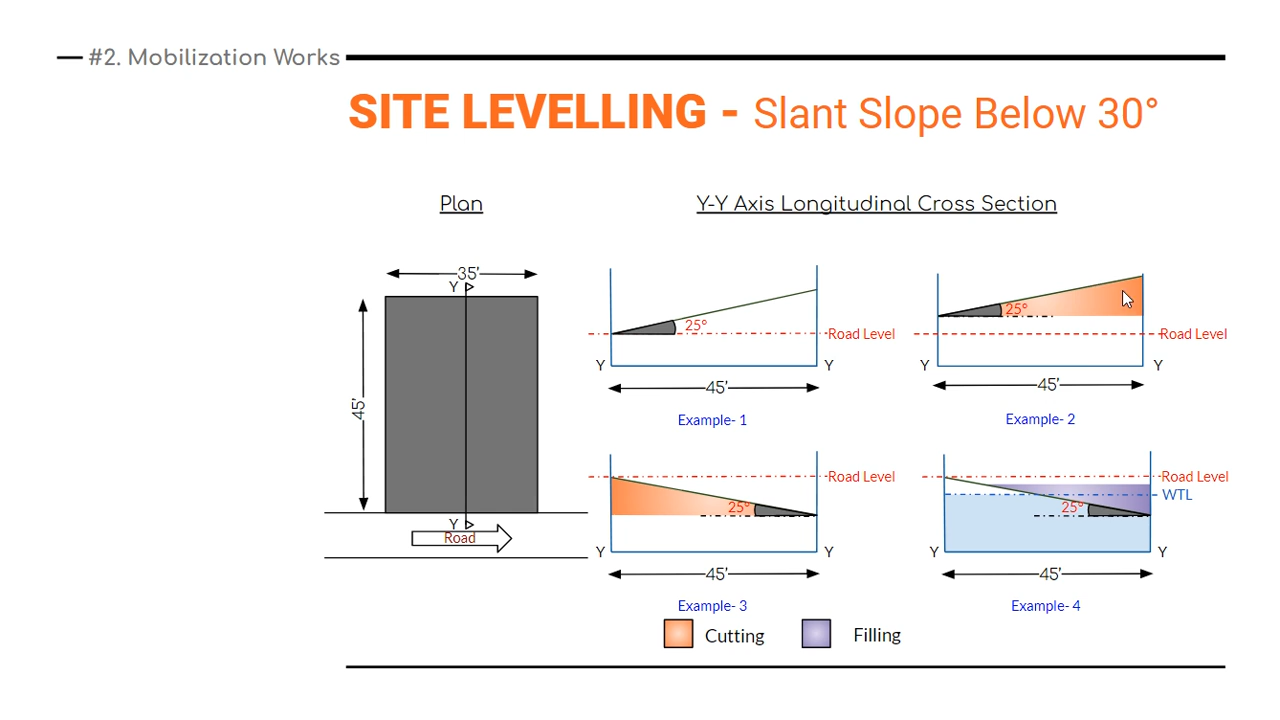 #2. Mobilization Works
SITE LEVELLING - Slant Slope Below 30°
Plan
Y-Y Axis Longitudinal Cross Section
35'
Y
45'
Y
Road
25°
Road Level
Y
Y
45'
Example- 1
25°
Road Level
Y
Y
45'
Example- 2
Road Level
25°
Y
Y
45'
Example- 3
Road Level
WTL
25°
Y
Y
45'
Example- 4
Cutting
Filling